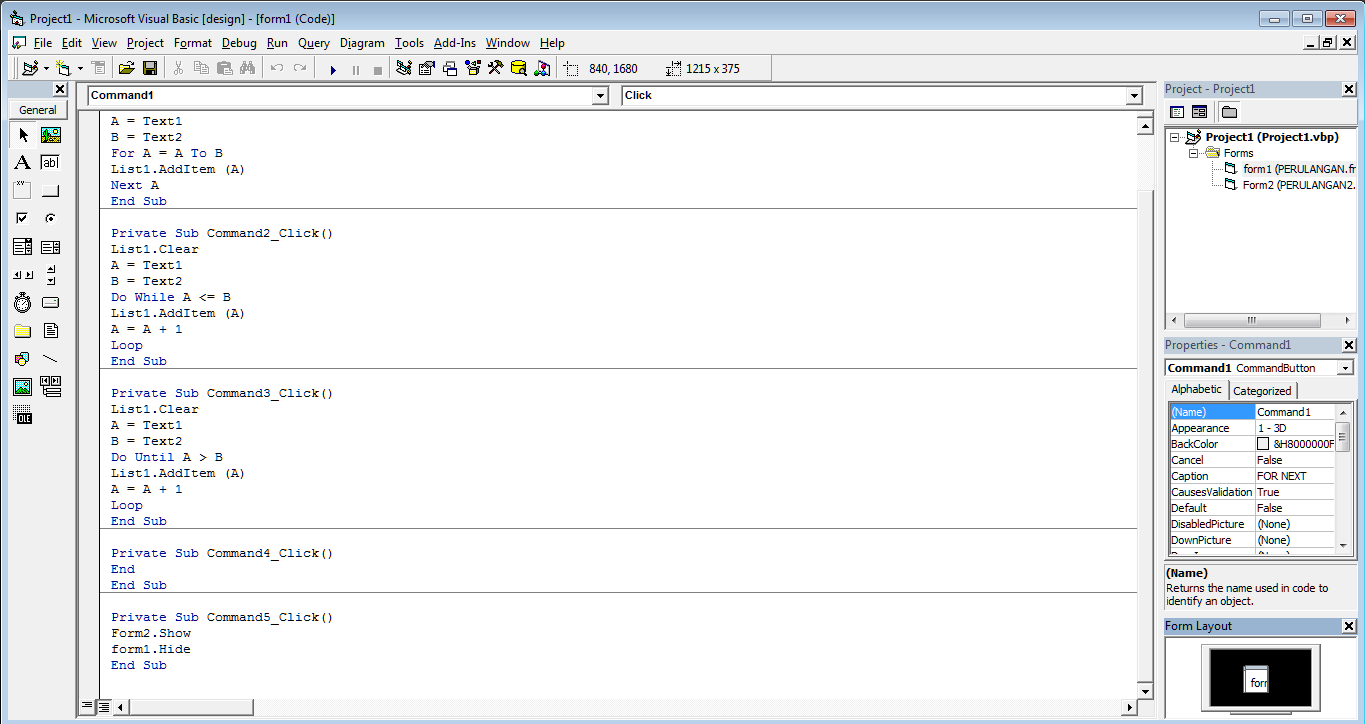 Project1 - Microsoft Visual Basic [design] - [form1 (Code)]
File Edit View Project Format Debug Run Query Diagram Tools Add-Ins Window Help
840, 1680 1215 x 375
General
A
ab|
XY
OLE
Command1 Click
A = Text1
B = Text2
For A = A To B
List1.AddItem (A)
Next A
End Sub
Private Sub Command2_Click()
List1.Clear
A = Text1
B = Text2
Do While A <= B
List1.AddItem (A)
A = A + 1
Loop
End Sub
Private Sub Command3_Click()
List1.Clear
A = Text1
B = Text2
Do Until A > B
List1.AddItem (A)
A = A + 1
Loop
End Sub
Private Sub Command4_Click()
End
End Sub
Private Sub Command5_Click()
Form2.Show
form1.Hide
End Sub
Project - Project1
Project1 (Project1.vbp)
Forms
form1 (PERULANGAN.fr
Form2 (PERULANGAN2.
Properties - Command1
Command1 CommandButton
Alphabetic Categorized
(Name) Command1
Appearance 1 - 3D
BackColor &H8000000F
Cancel False
Caption FOR NEXT
CausesValidation True
Default False
DisabledPicture (None)
DownPicture (None)
(Name)
Returns the name used in code to
identify an object.
Form Layout
forr